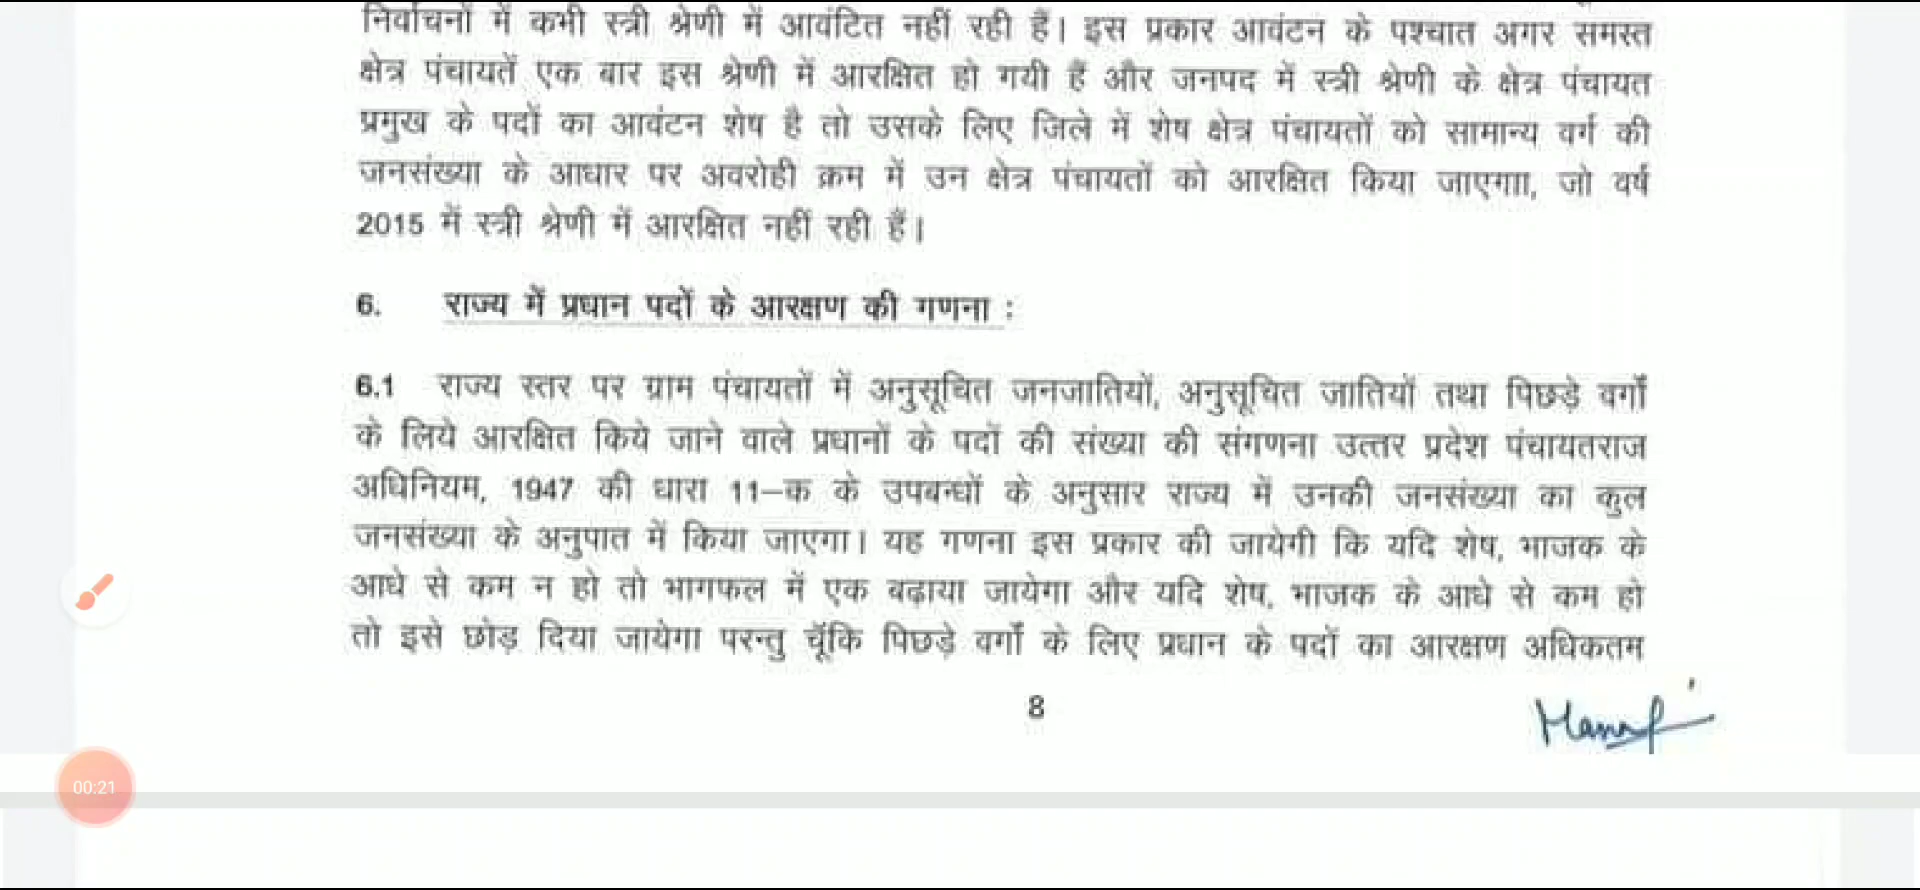 निर्वाचनों में कभी स्त्री श्रेणी में आवंटित नहीं रही हैं। इस प्रकार आवंटन के पश्चात अगर समस्त
क्षेत्र पंचायतें एक बार इस श्रेणी में आरक्षित हो गयी हैं और जनपद में स्त्री श्रेणी के क्षेत्र पंचायत
प्रमुख के पदों का आवंटन शेष है तो उसके लिए जिले में शेष क्षेत्र पंचायतों को सामान्य वर्ग की
जनसंख्या के आधार पर अवरोही क्रम में उन क्षेत्र पंचायतों को आरक्षित किया जाएगाा, जो वर्ष
2015 में स्त्री श्रेणी में आरक्षित नहीं रही हैं।
6. राज्य में प्रधान पदों के आरक्षण की गणना :
6.1 राज्य स्तर पर ग्राम पंचायतों में अनुसूचित जनजातियों, अनुसूचित जातियों तथा पिछड़े वर्गों
के लिये आरक्षित किये जाने वाले प्रधानों के पदों की संख्या की संगणना उत्तर प्रदेश पंचायतराज
अधिनियम, 1947 की धारा 11–क के उपबन्धों के अनुसार राज्य में उनकी जनसंख्या का कुल
जनसंख्या के अनुपात में किया जाएगा। यह गणना इस प्रकार की जायेगी कि यदि शेष, भाजक के
आधे से कम न हो तो भागफल में एक बढ़ाया जायेगा और यदि शेष, भाजक के आधे से कम हो
तो इसे छोड़ दिया जायेगा परन्तु चूँकि पिछड़े वर्गों के लिए प्रधान के पदों का आरक्षण अधिकतम
8
00:21